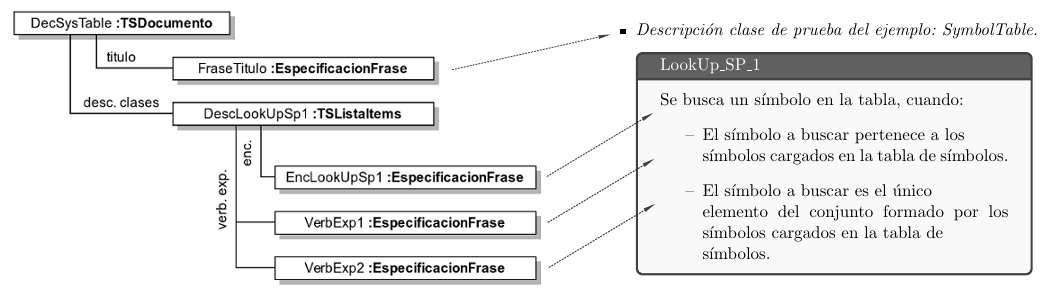 DecSysTable :TSDocumento
titulo
FraseTitulo :EspecificacionFrase
desc. clases
DescLookUpSp1 :TSListaItems
enc.
verb. exp.
EncLookUpSp1 :EspecificacionFrase
VerbExp1 :EspecificacionFrase
VerbExp2 :EspecificacionFrase
▪ Descripción clase de prueba del ejemplo: SymbolTable.
LookUp_SP_1
Se busca un símbolo en la tabla, cuando:
– El símbolo a buscar pertenece a los
símbolos cargados en la tabla de símbolos.
– El símbolo a buscar es el único
elemento del conjunto formado por los
símbolos cargados en la tabla de
símbolos.